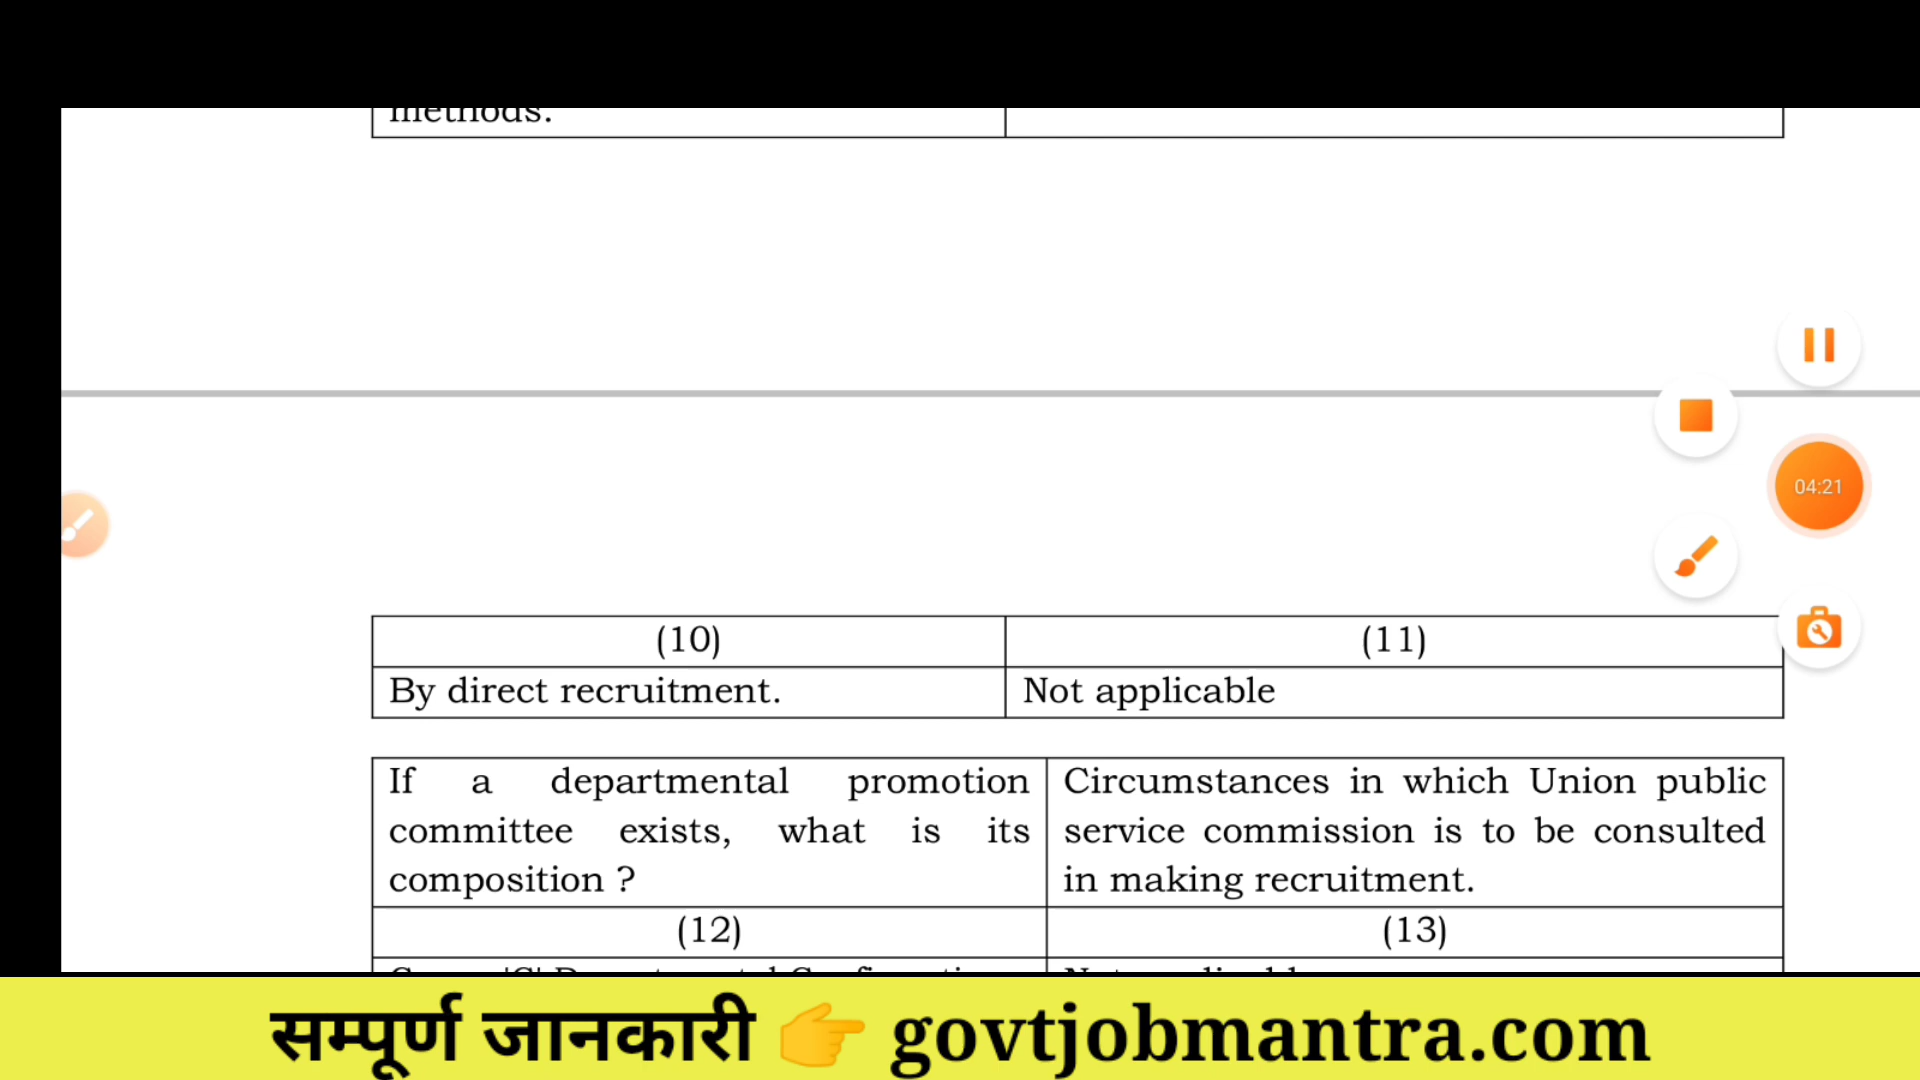 methods.
04:21
(10) (11)
By direct recruitment. Not applicable
If a departmental promotion committee exists, what is its composition ?
Circumstances in which Union public service commission is to be consulted in making recruitment.
(12) (13)
सम्पूर्ण जानकारी 👉 govtjobmantra.com